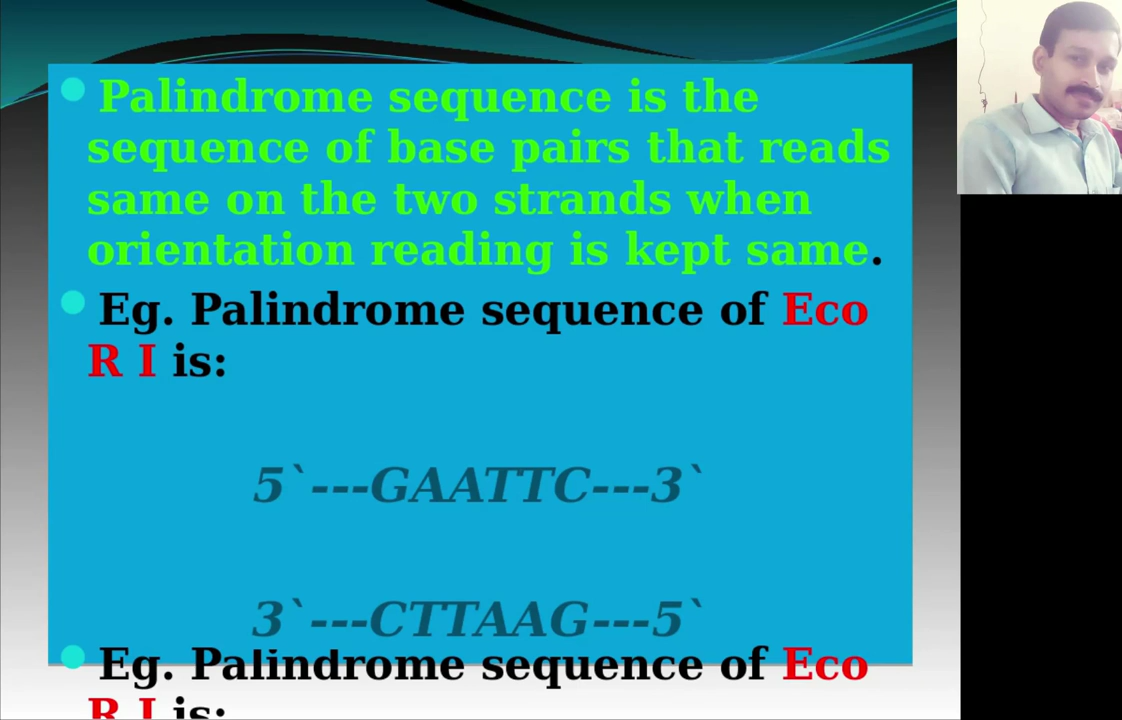 Palindrome sequence is the
sequence of base pairs that reads
same on the two strands when
orientation reading is kept same.
Eg. Palindrome sequence of Eco
R I is:
5`---GAATTC---3`
3`---CTTAAG---5`
Eg. Palindrome sequence of Eco
R I is: